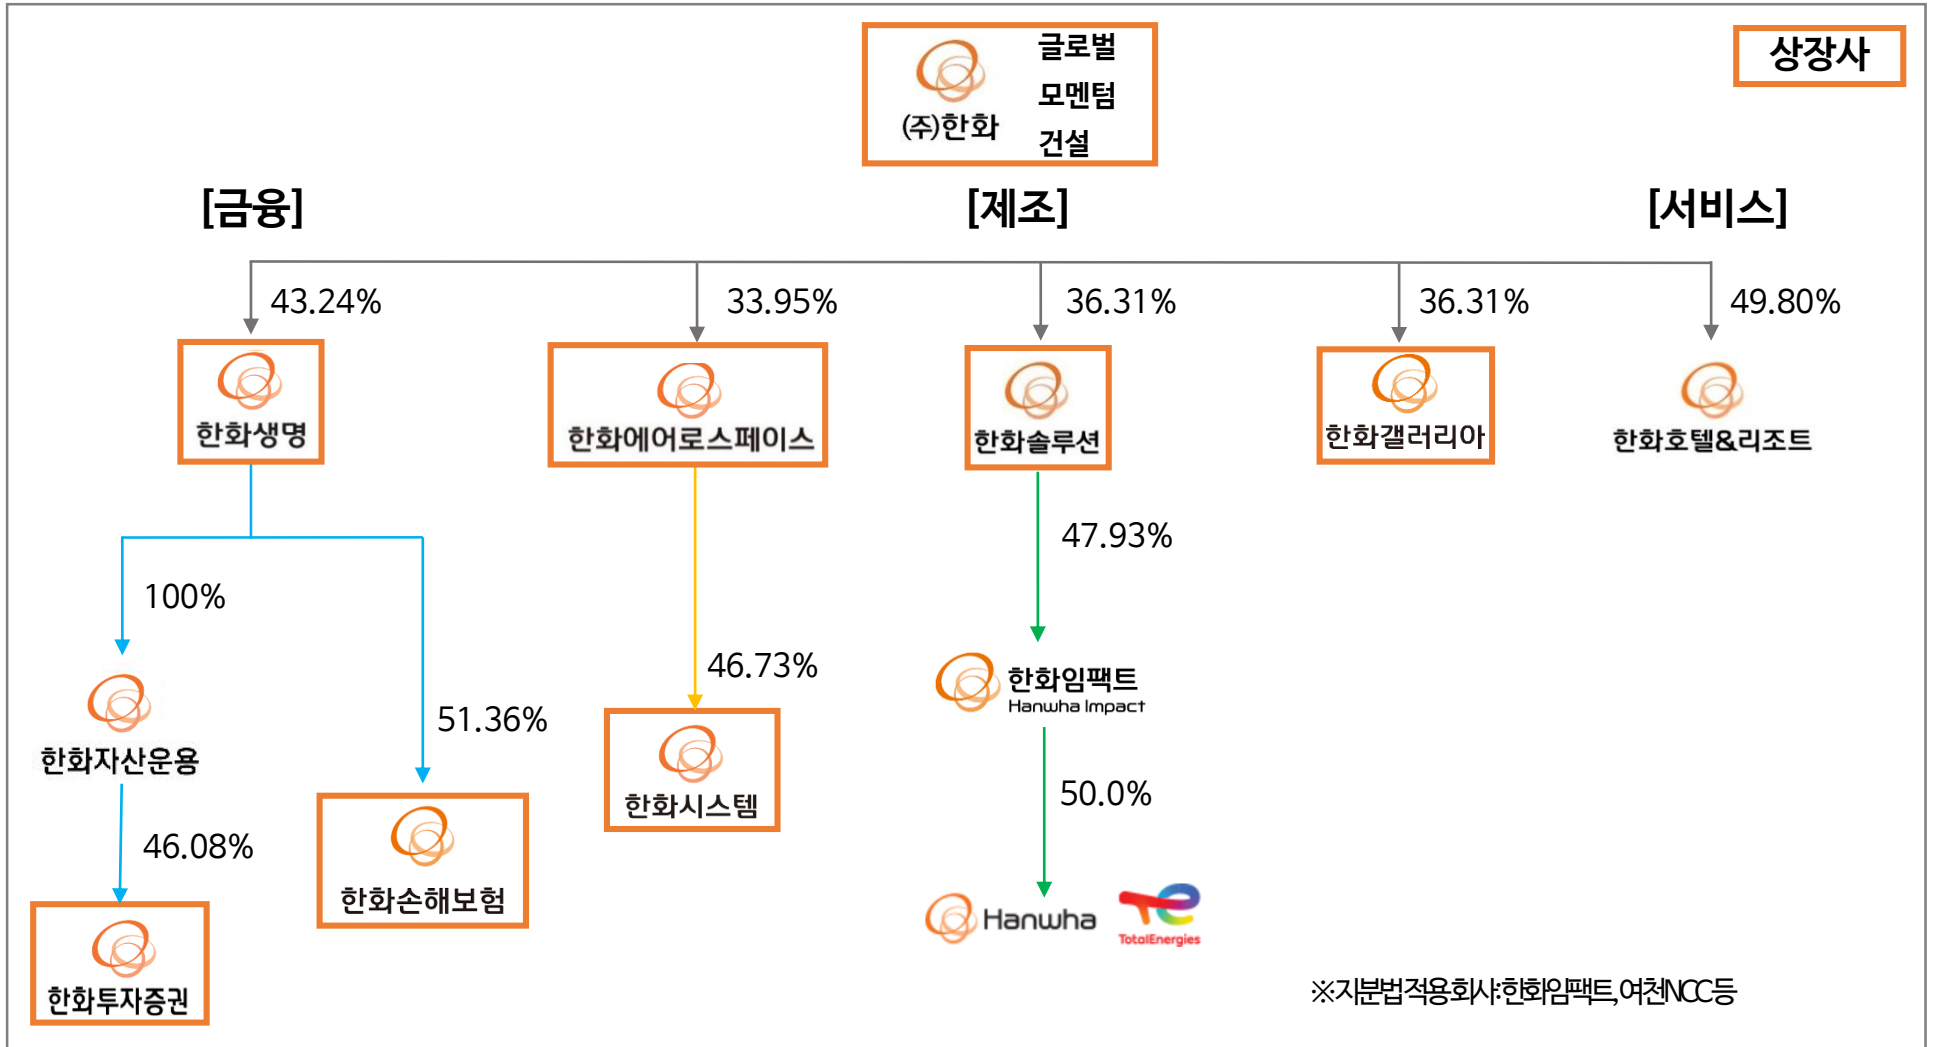 글로벌
모멘텀
건설
(주)한화
상장사
[금융]
[제조]
[서비스]
43.24%
33.95%
36.31%
36.31%
49.80%
한화생명
한화에어로스페이스
한화솔루션
한화갤러리아
한화호텔&리조트
47.93%
100%
46.73%
한화임팩트
Hanwha Impact
51.36%
한화자산운용
50.0%
한화시스템
46.08%
한화손해보험
Hanwha
TotalEnergies
한화투자증권
※지분법 적용 회사: 한화임팩트, 여천NCC 등